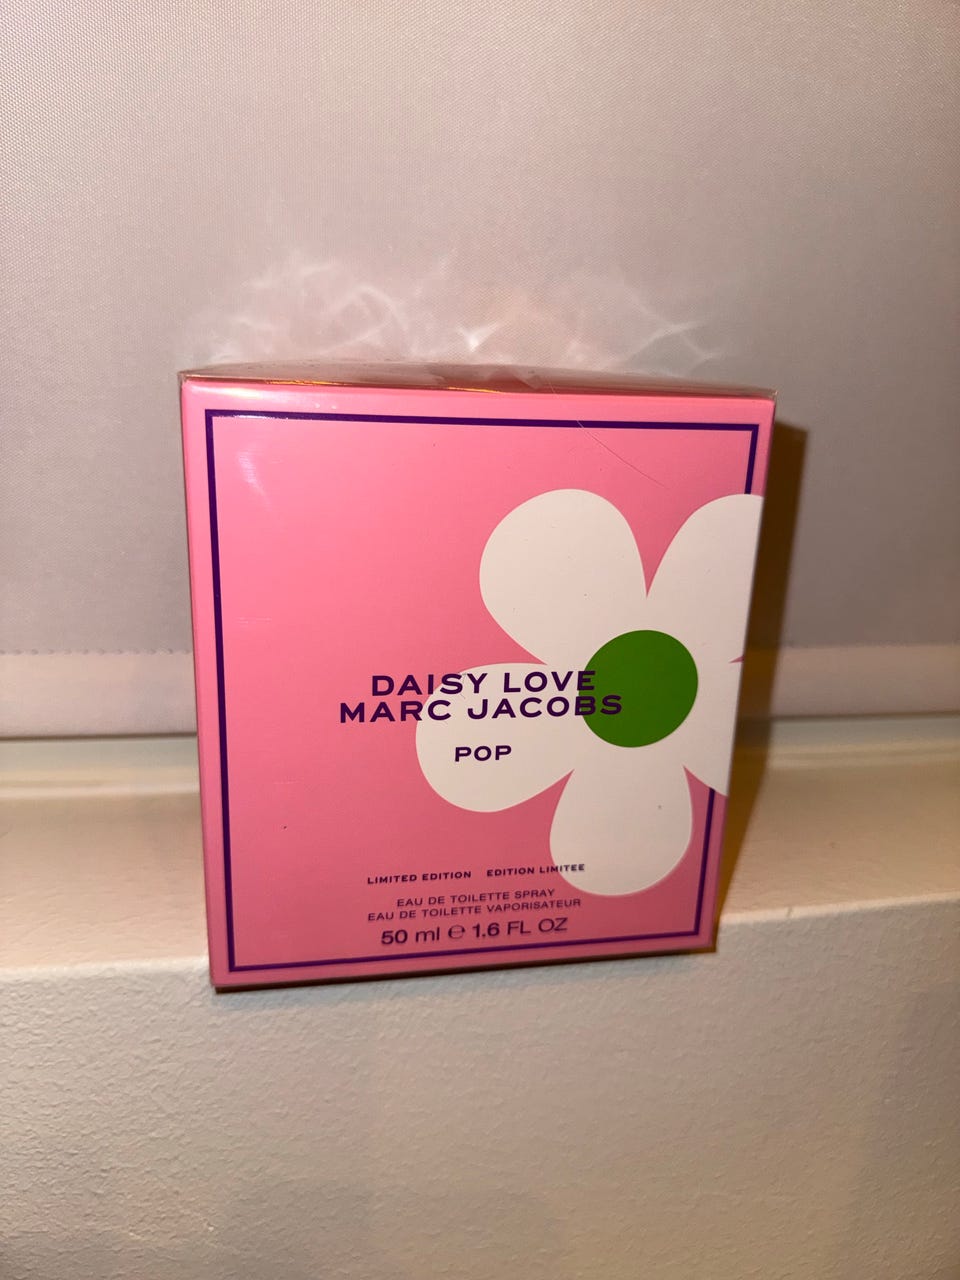 DAISY LOVE
MARC JACOBS
POP
LIMITED EDITION EDITION LIMITEE
EAU DE TOILETTE SPRAY
EAU DE TOILETTE VAPORISATEUR
50 ml ℮ 1.6 FL OZ